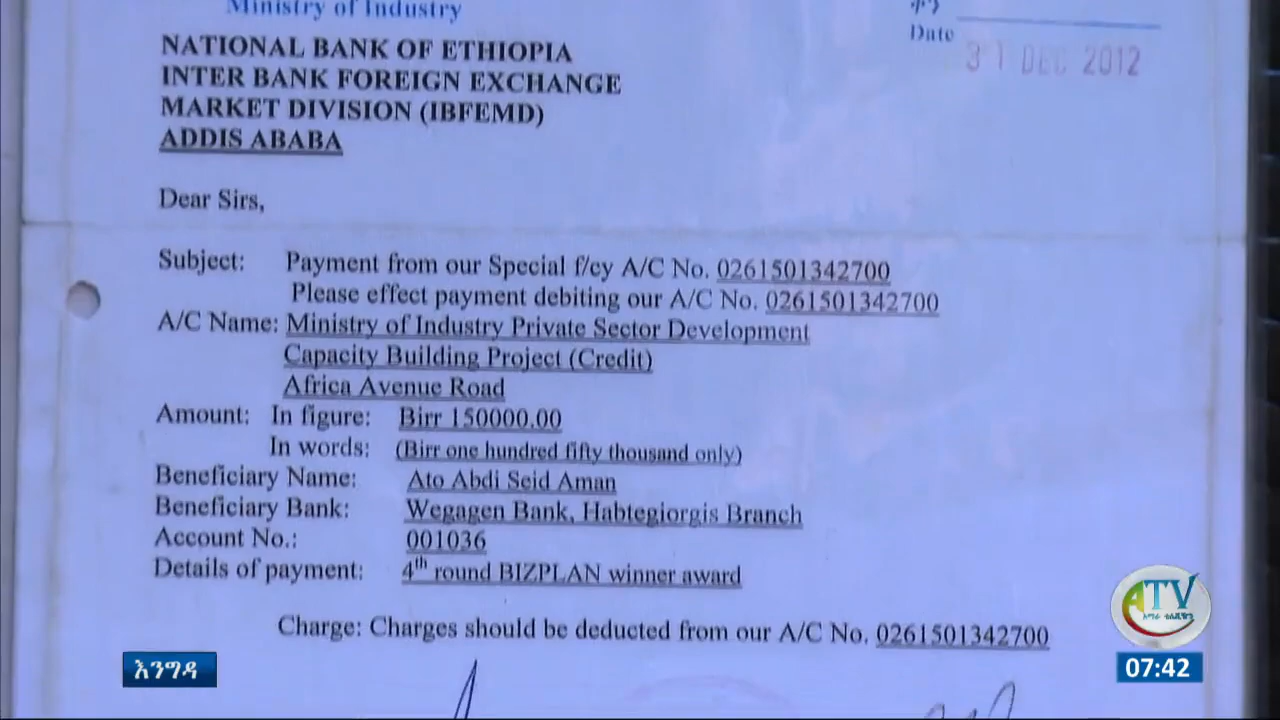 Ministry of Industry
ቀን
Date
31 DEC 2012
NATIONAL BANK OF ETHIOPIA
INTER BANK FOREIGN EXCHANGE
MARKET DIVISION (IBFEMD)
ADDIS ABABA
Dear Sirs,
Subject: Payment from our Special f/cy A/C No. 0261501342700
Please effect payment debiting our A/C No. 0261501342700
A/C Name: Ministry of Industry Private Sector Development
Capacity Building Project (Credit)
Africa Avenue Road
Amount: In figure: Birr 150000.00
In words: (Birr one hundred fifty thousand only)
Beneficiary Name: Ato Abdi Seid Aman
Beneficiary Bank: Wegagen Bank, Habtegiorgis Branch
Account No.: 001036
Details of payment: 4th round BIZPLAN winner award
Charge: Charges should be deducted from our A/C No. 0261501342700
እንግዳ
ATV
አማራ ቴሌቪዥን
07:42